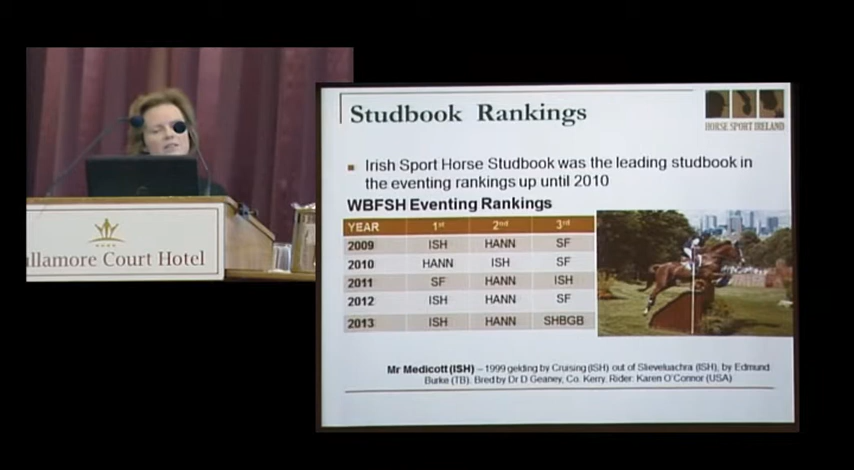 Studbook Rankings
HORSE SPORT IRELAND
Irish Sport Horse Studbook was the leading studbook in
the eventing rankings up until 2010
WBFSH Eventing Rankings
YEAR 1st 2nd 3rd
2009 ISH HANN SF
2010 HANN ISH SF
2011 SF HANN ISH
2012 ISH HANN SF
2013 ISH HANN SHBGB
Mr Medicott (ISH) – 1999 gelding by Cruising (ISH) out of Slieveluachra (ISH), by Edmund
Burke (TB). Bred by Dr D Geaney, Co. Kerry. Rider: Karen O'Connor (USA)
ullamore Court Hotel